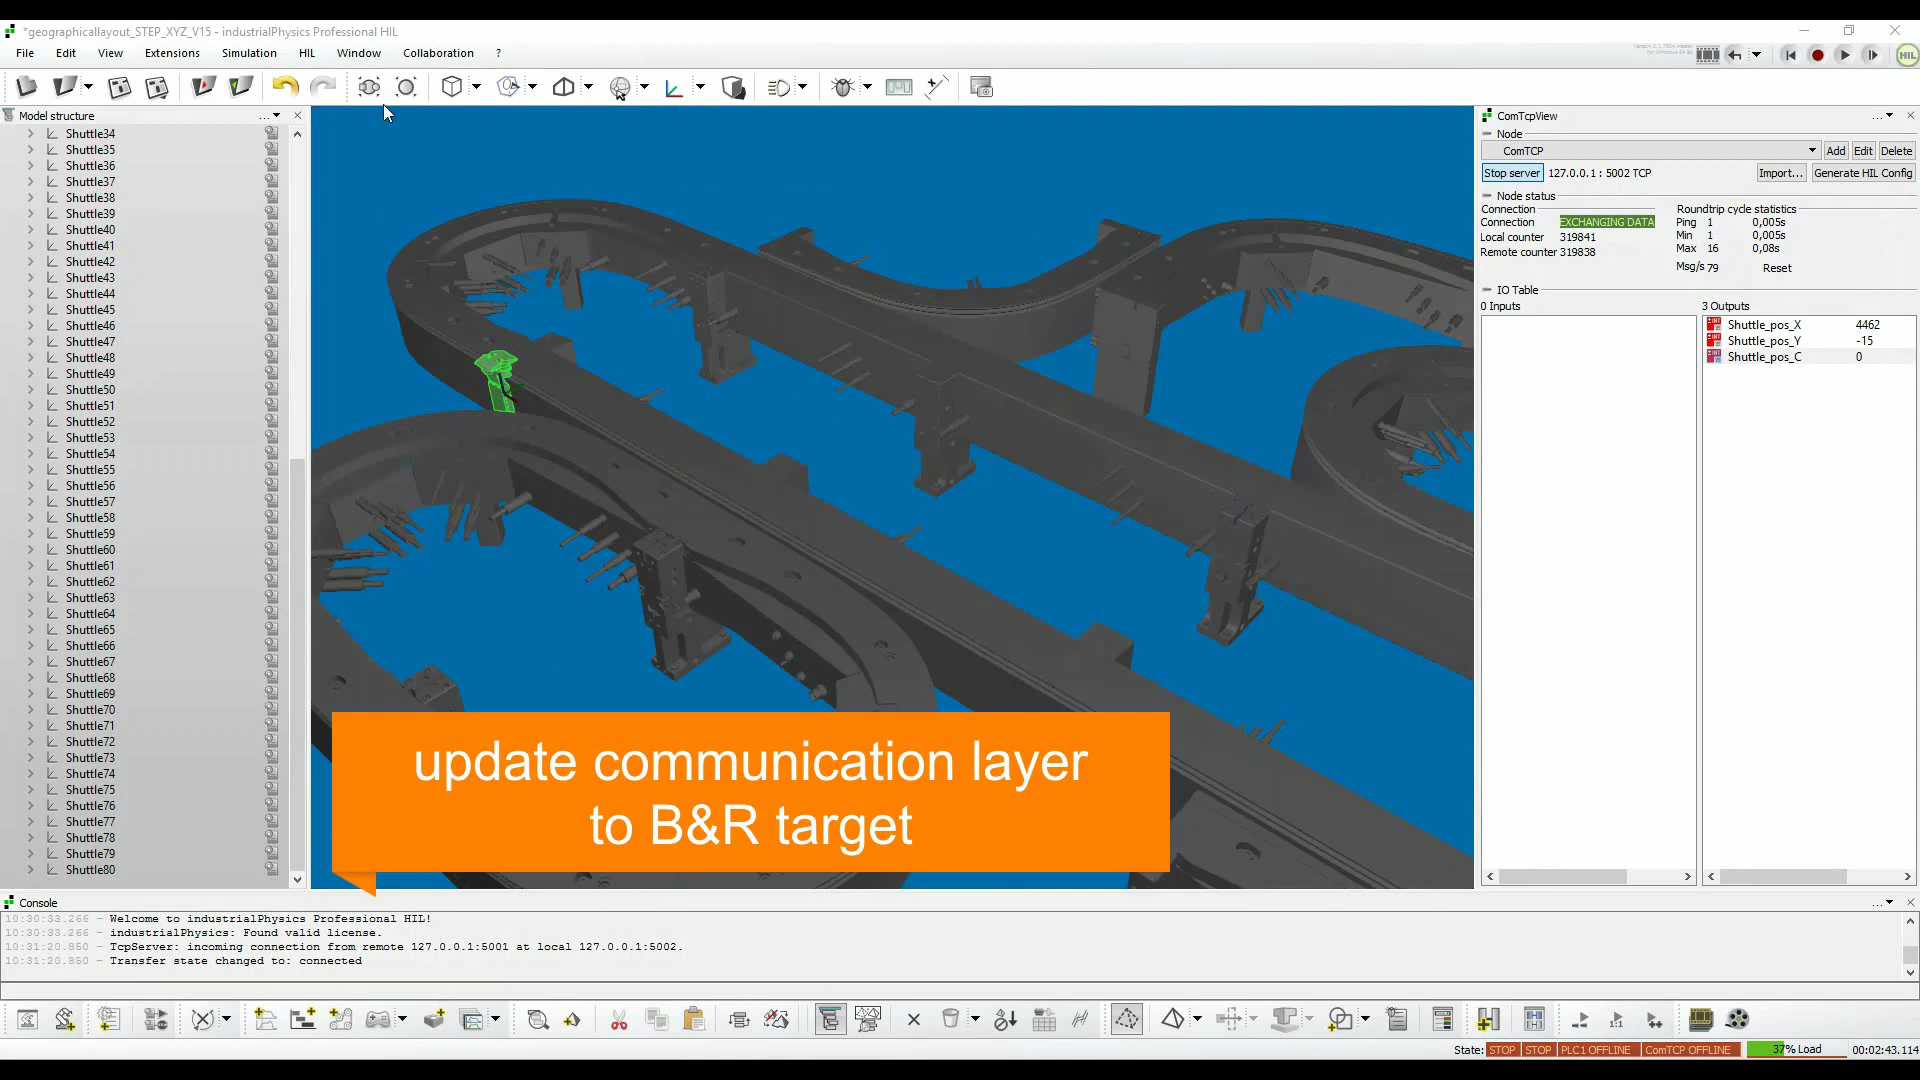 *geographicallayout_STEP_XYZ_V15 - industrialPhysics Professional HIL
File Edit View Extensions Simulation HIL Window Collaboration ?
HIL
Model structure
Shuttle34
Shuttle35
Shuttle36
Shuttle37
Shuttle38
Shuttle39
Shuttle40
Shuttle41
Shuttle42
Shuttle43
Shuttle44
Shuttle45
Shuttle46
Shuttle47
Shuttle48
Shuttle49
Shuttle50
Shuttle51
Shuttle52
Shuttle53
Shuttle54
Shuttle55
Shuttle56
Shuttle57
Shuttle58
Shuttle59
Shuttle60
Shuttle61
Shuttle62
Shuttle63
Shuttle64
Shuttle65
Shuttle66
Shuttle67
Shuttle68
Shuttle69
Shuttle70
Shuttle71
Shuttle72
Shuttle73
Shuttle74
Shuttle75
Shuttle76
Shuttle77
Shuttle78
Shuttle79
Shuttle80
update communication layer
to B&R target
ComTcpView
Node
ComTCP Add Edit Delete
Stop server 127.0.0.1 : 5002 TCP Import... Generate HIL Config
Node status
Connection Roundtrip cycle statistics
Connection EXCHANGING DATA Ping 1 0,005s
Local counter 319841 Min 1 0,005s
Remote counter 319838 Max 16 0,08s
Msg/s 79 Reset
IO Table
0 Inputs 3 Outputs
Shuttle_pos_X 4462
Shuttle_pos_Y -15
Shuttle_pos_C 0
Console
10:30:33.266 - Welcome to industrialPhysics Professional HIL!
10:30:33.266 - industrialPhysics: Found valid license.
10:31:20.850 - TcpServer: incoming connection from remote 127.0.0.1:5001 at local 127.0.0.1:5002.
10:31:20.850 - Transfer state changed to: connected
1:1
State: STOP STOP PLC1 OFFLINE ComTCP OFFLINE 37% Load 00:02:43.114